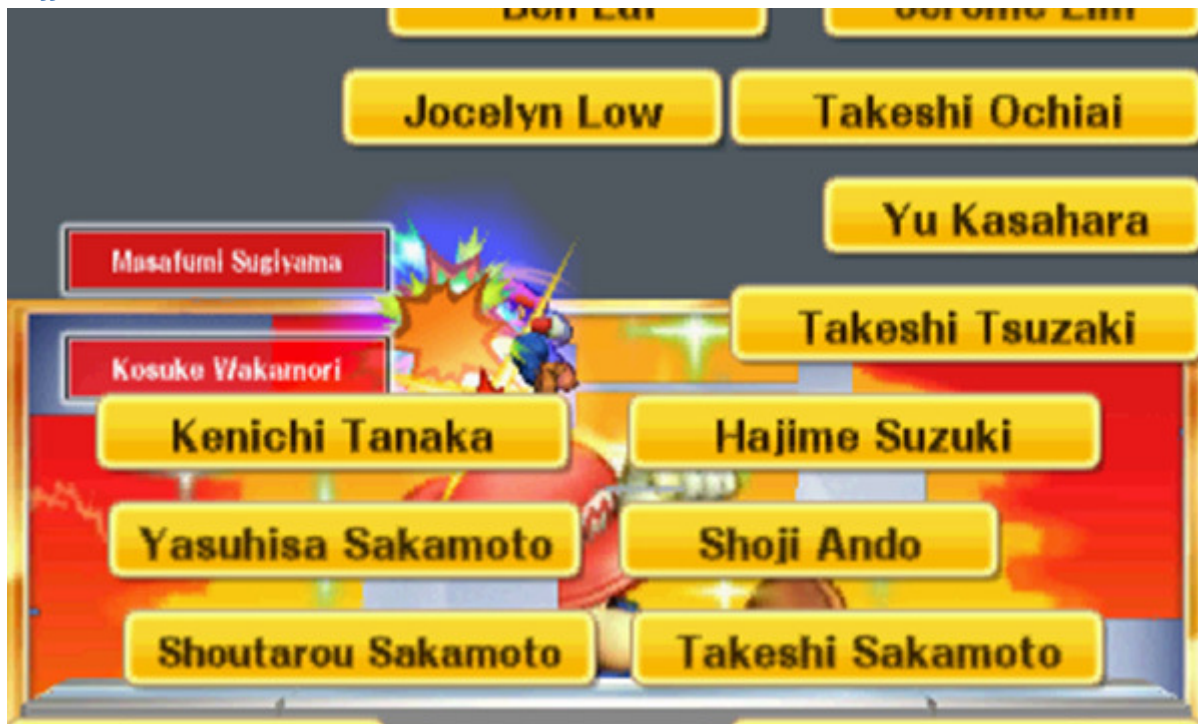 Jocelyn Low
Takeshi Ochiai
Yu Kasahara
Masafumi Sugiyama
Takeshi Tsuzaki
Kosuke Wakamori
Kenichi Tanaka
Hajime Suzuki
Yasuhisa Sakamoto
Shoji Ando
Shoutarou Sakamoto
Takeshi Sakamoto